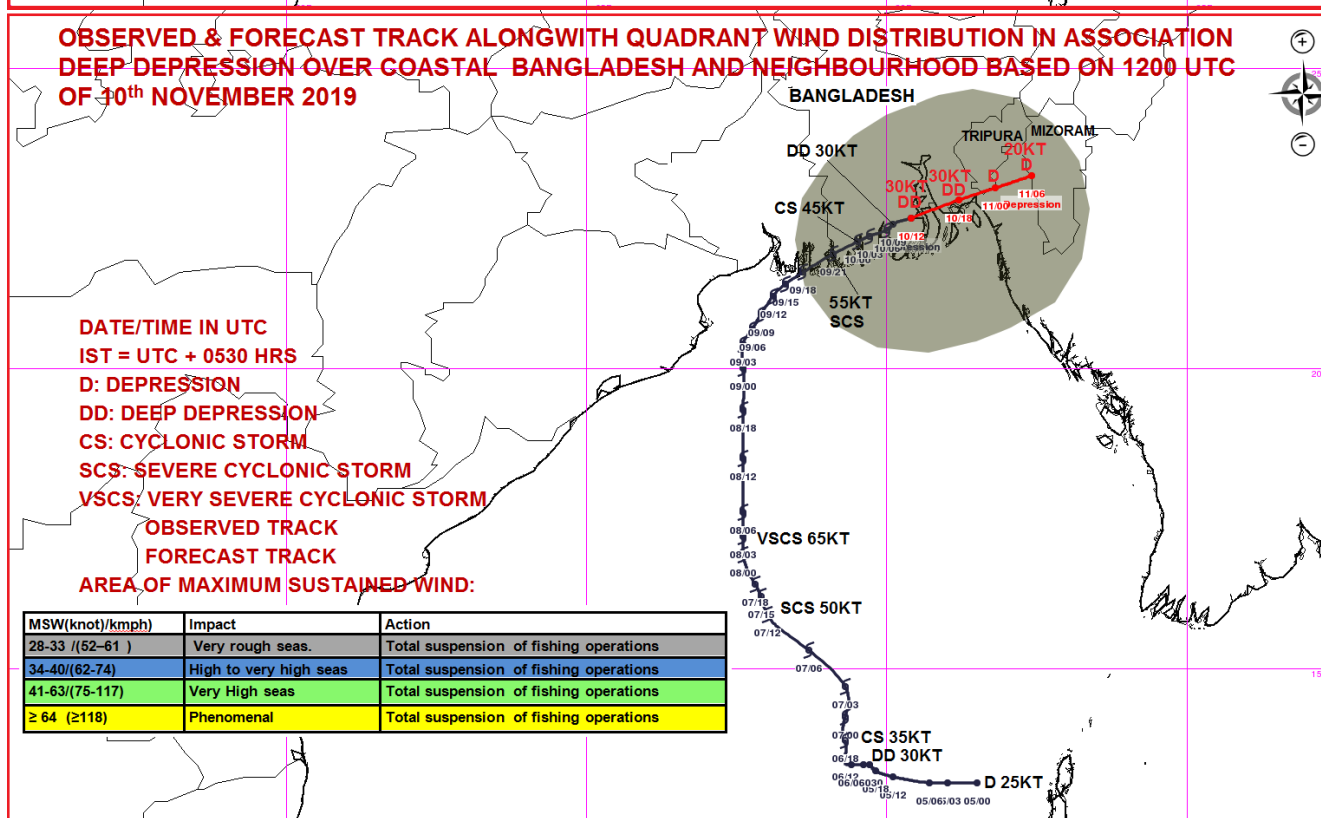 OBSERVED & FORECAST TRACK ALONGWITH QUADRANT WIND DISTRIBUTION IN ASSOCIATION
DEEP DEPRESSION OVER COASTAL BANGLADESH AND NEIGHBOURHOOD BASED ON 1200 UTC
OF 10th NOVEMBER 2019
BANGLADESH
TRIPURA MIZORAM
DD 30KT
20KT
D
30KT
DD
30KT
DD
D
11/06
Depression
10/18
10/12
CS 45KT
10/03
09/21
09/18
09/15
09/12
09/09
09/06
09/03
09/00
55KT
SCS
08/18
08/12
08/06
08/03
08/00
VSCS 65KT
07/18
07/15
07/12
SCS 50KT
07/06
07/03
07/00
CS 35KT
06/18
DD 30KT
06/12
05/18
05/12
05/00
D 25KT
DATE/TIME IN UTC
IST = UTC + 0530 HRS
D: DEPRESSION
DD: DEEP DEPRESSION
CS: CYCLONIC STORM
SCS: SEVERE CYCLONIC STORM
VSCS: VERY SEVERE CYCLONIC STORM
OBSERVED TRACK
FORECAST TRACK
AREA OF MAXIMUM SUSTAINED WIND:
MSW(knot)/kmph) Impact Action
28-33 /(52–61 ) Very rough seas. Total suspension of fishing operations
34-40/(62-74) High to very high seas Total suspension of fishing operations
41-63/(75-117) Very High seas Total suspension of fishing operations
≥ 64 (≥118) Phenomenal Total suspension of fishing operations